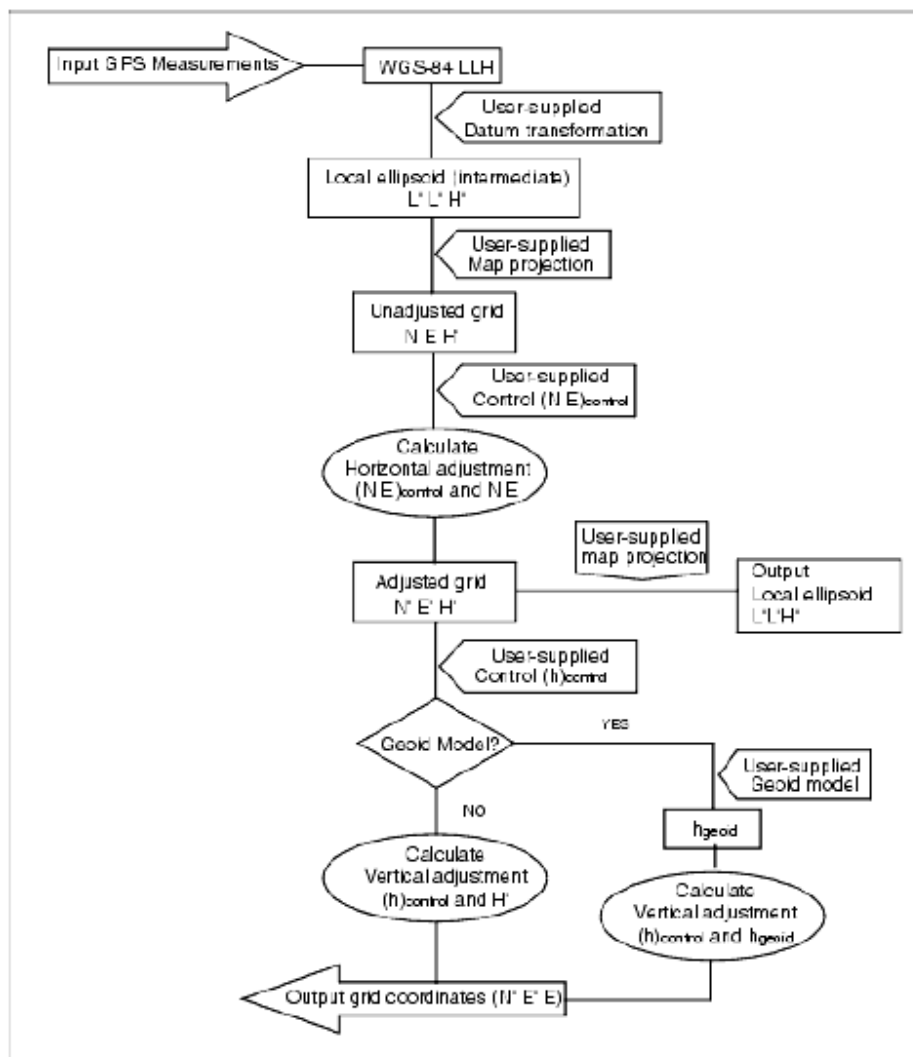 Input GPS Measurements
WGS-84 LLH
User-supplied
Datum transformation
Local ellipsoid (intermediate)
L' L' H'
User-supplied
Map projection
Unadjusted grid
N E H'
User-supplied
Control (N E)control
Calculate
Horizontal adjustment
(N E)control and N E
User-supplied
map projection
Adjusted grid
N' E' H'
Output
Local ellipsoid
L'L'H'
User-supplied
Control (h)control
Geoid Model?
YES
User-supplied
Geoid model
NO
hgeoid
Calculate
Vertical adjustment
(h)control and H'
Calculate
Vertical adjustment
(h)control and hgeoid
Output grid coordinates (N' E' E)